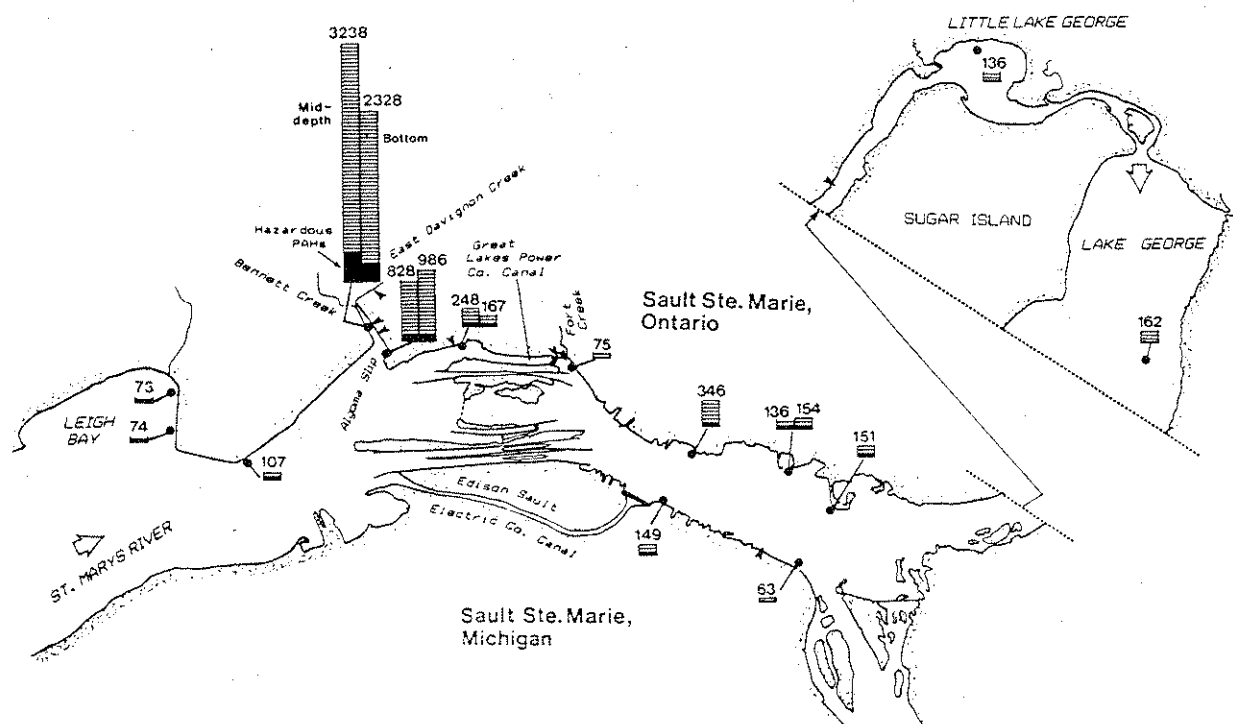 LITTLE LAKE GEORGE
136
3238
Mid-
depth
2328
Bottom
East Davignon Creek
Hazardous
PAHs
Bennett Creek
828
986
Great
Lakes Power
Co. Canal
248
167
Fort
Creek
75
Sault Ste. Marie,
Ontario
SUGAR ISLAND
LAKE GEORGE
162
Algoma Slip
73
LEIGH
BAY
74
107
346
136
154
151
Edison Sault
Electric Co. Canal
149
63
ST. MARYS RIVER
Sault Ste. Marie,
Michigan